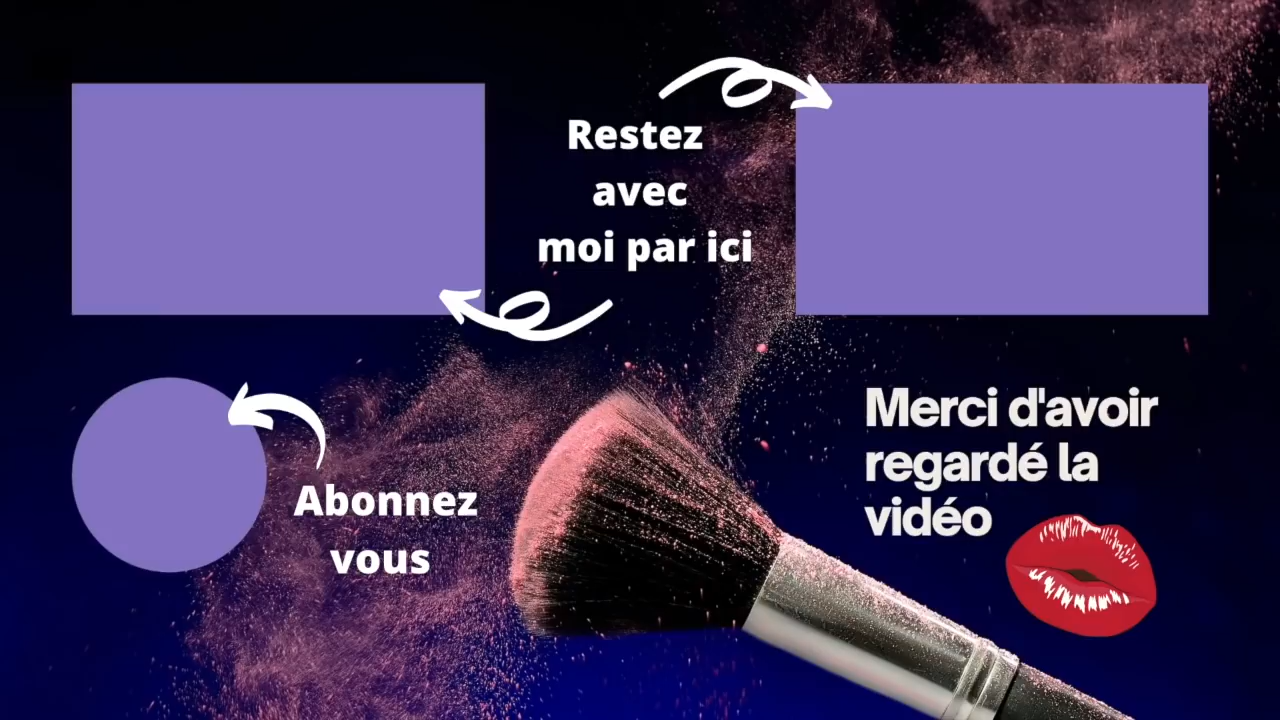 Restez
avec
moi par ici
Abonnez
vous
Merci d'avoir
regardé la
vidéo